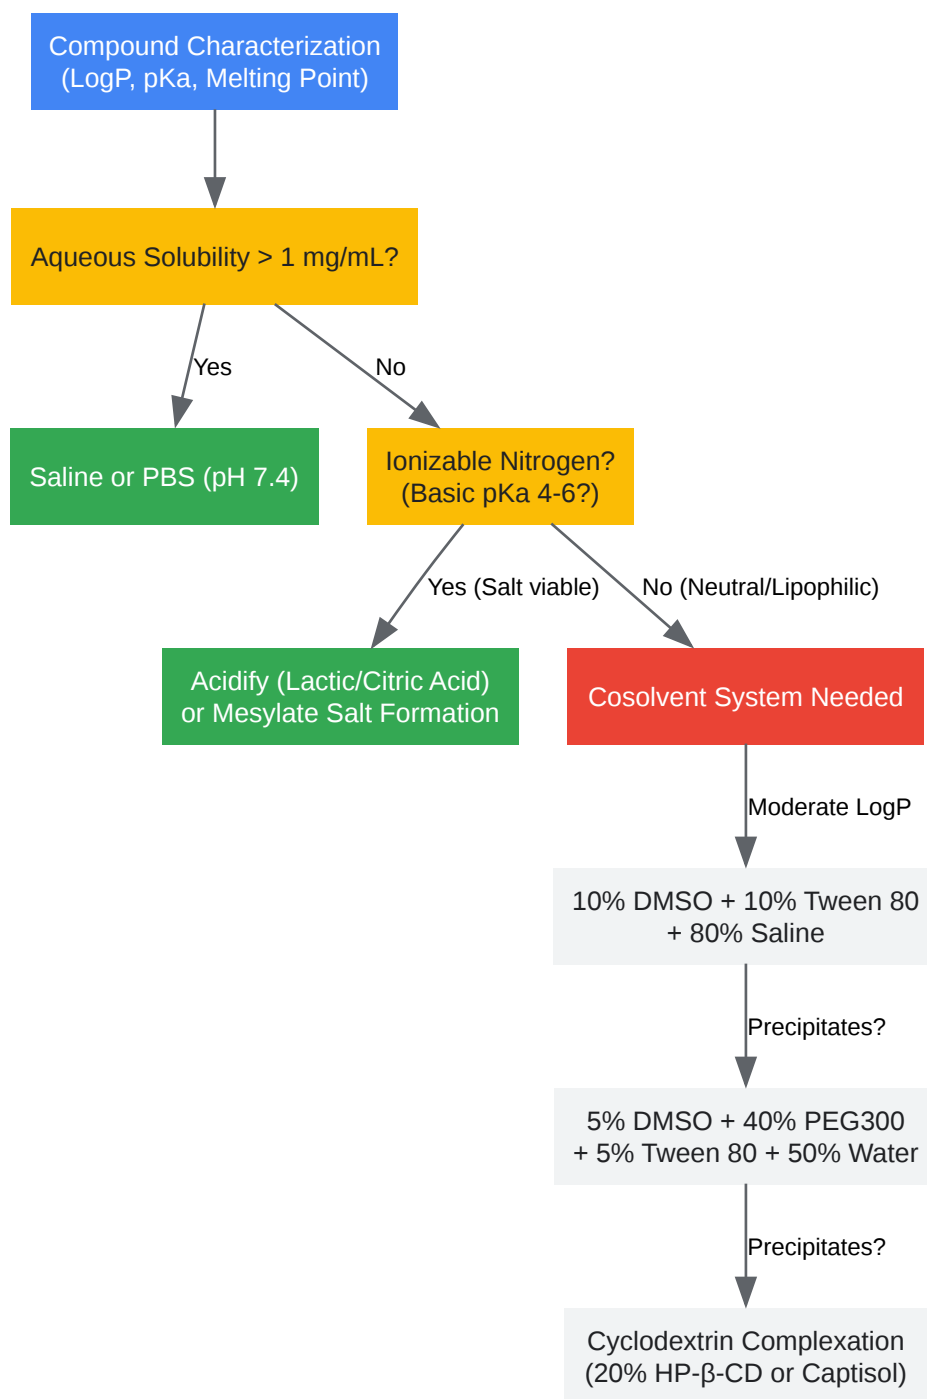 Compound Characterization
(LogP, pKa, Melting Point)
Aqueous Solubility > 1 mg/mL?
Yes
No
Saline or PBS (pH 7.4)
Ionizable Nitrogen?
(Basic pKa 4-6?)
Yes (Salt viable)
No (Neutral/Lipophilic)
Acidify (Lactic/Citric Acid)
or Mesylate Salt Formation
Cosolvent System Needed
Moderate LogP
10% DMSO + 10% Tween 80
+ 80% Saline
Precipitates?
5% DMSO + 40% PEG300
+ 5% Tween 80 + 50% Water
Precipitates?
Cyclodextrin Complexation
(20% HP-β-CD or Captisol)